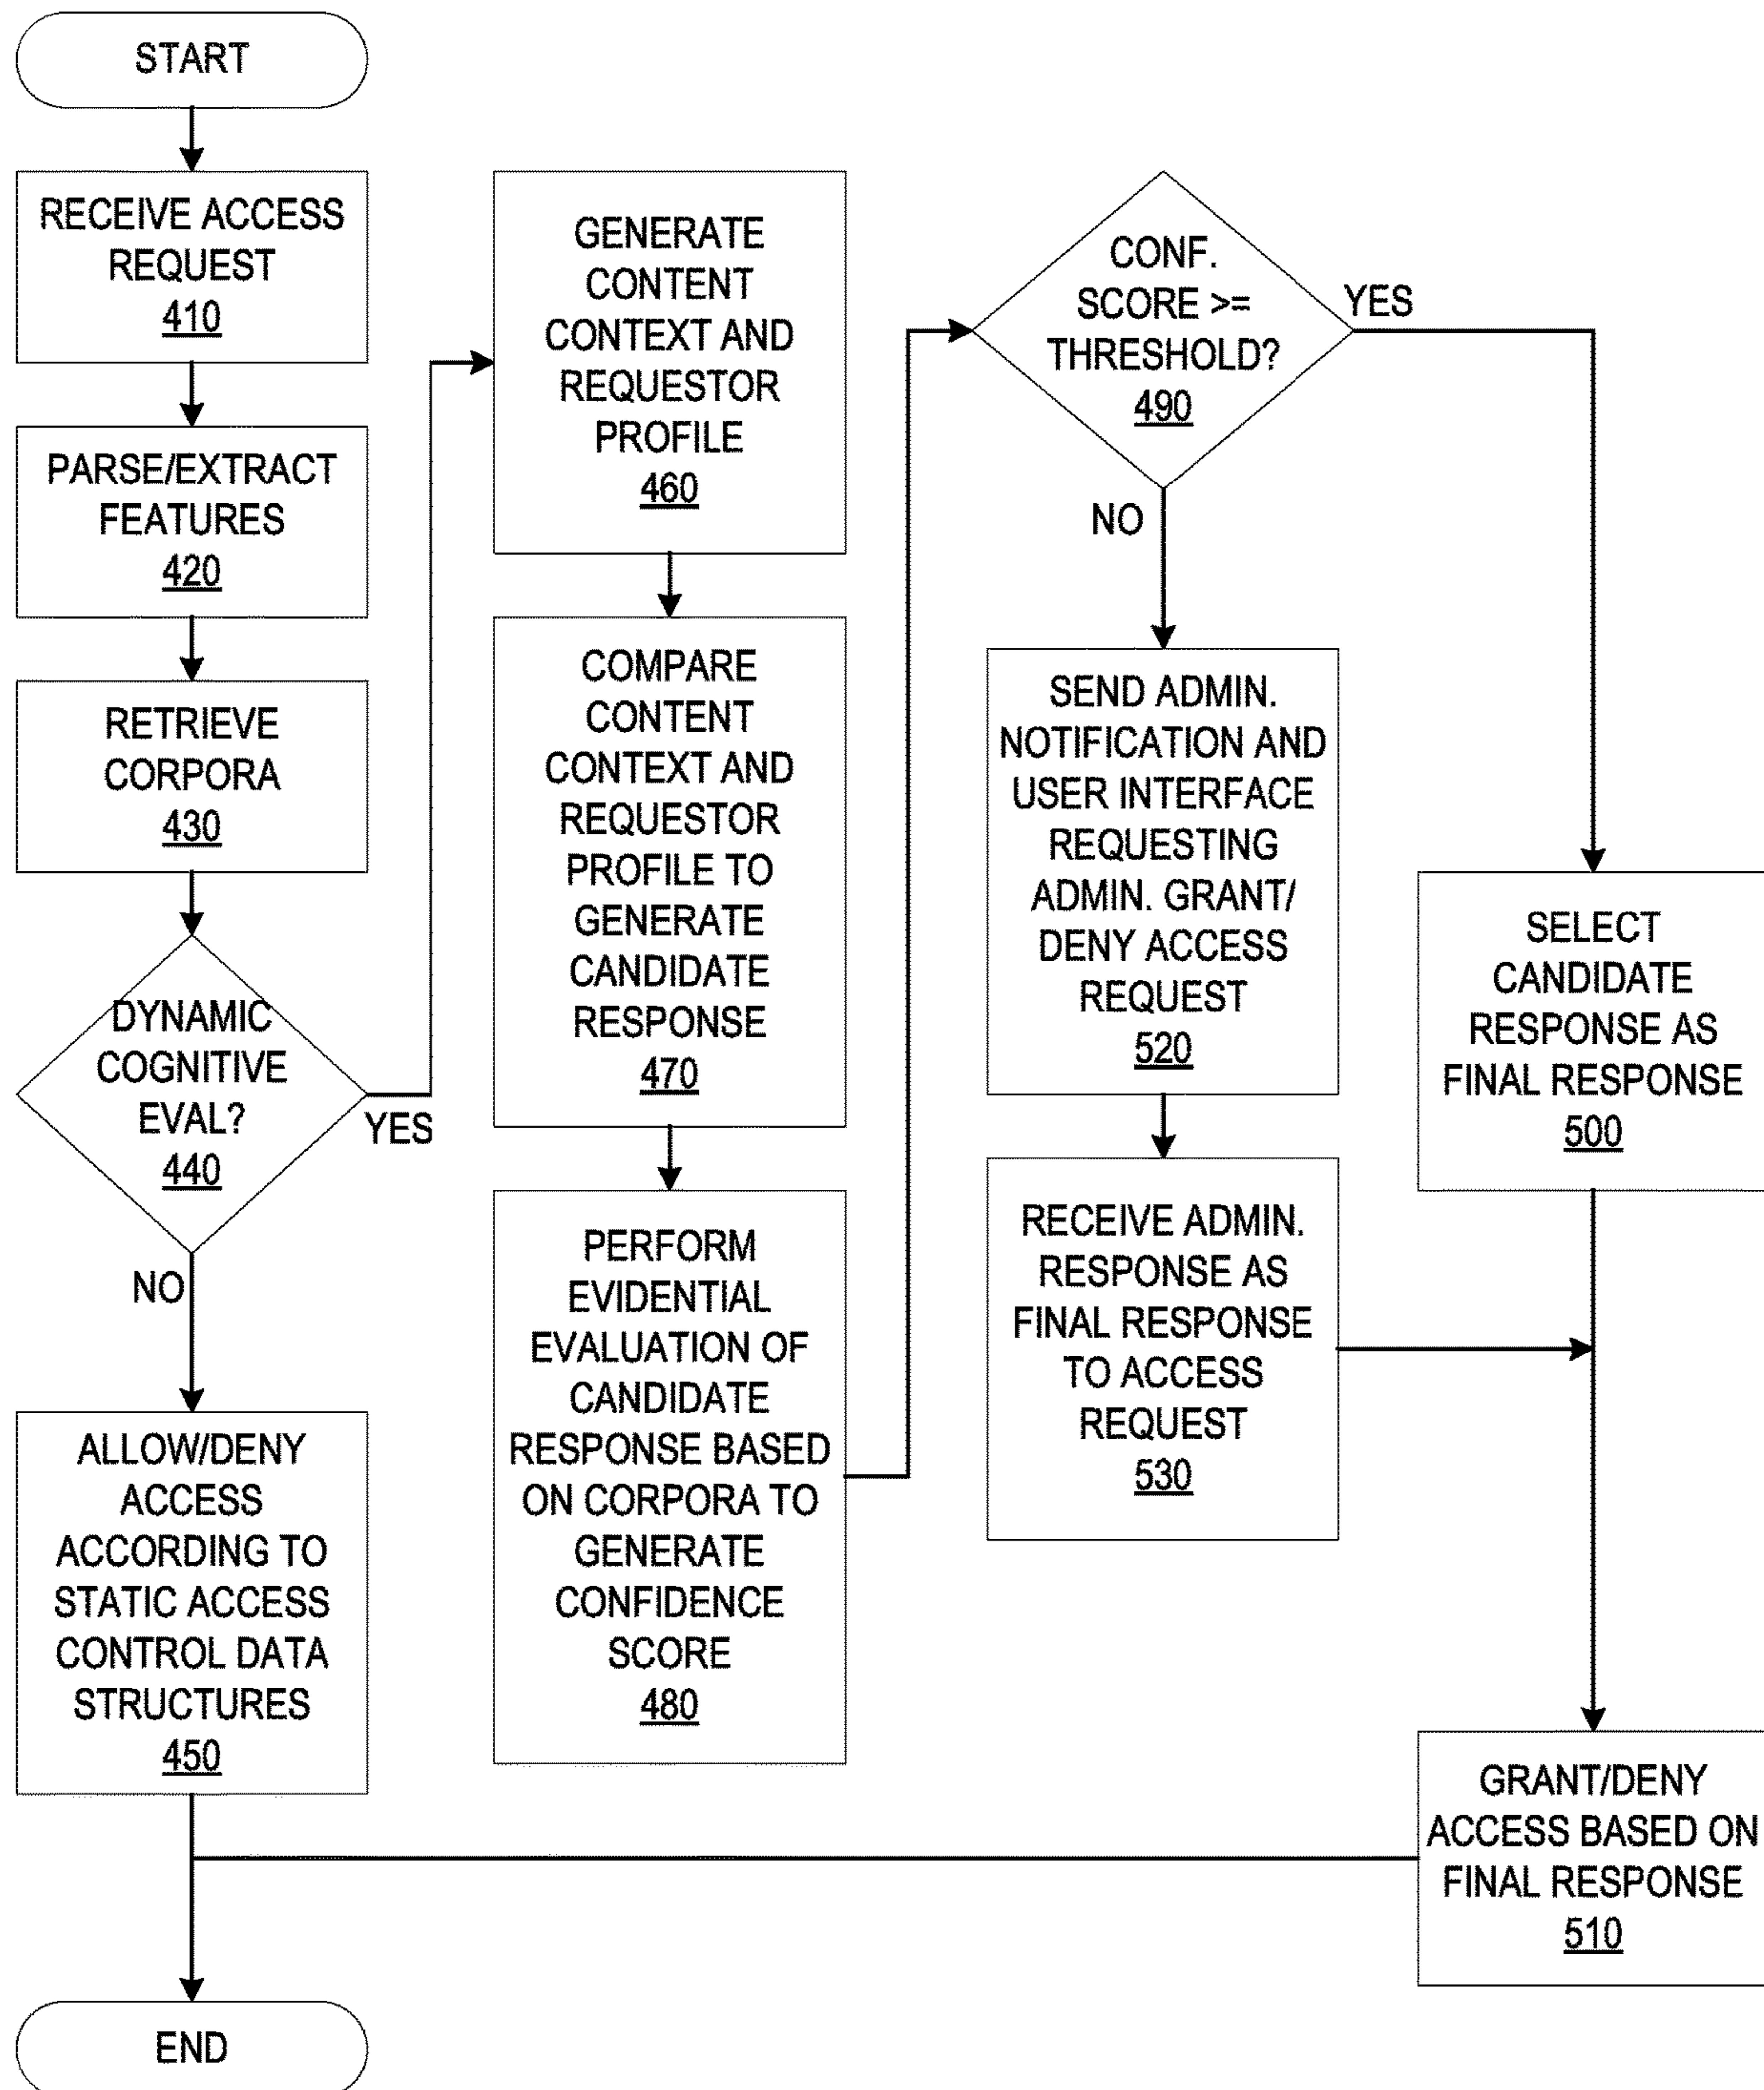 START
RECEIVE ACCESS
REQUEST
410
PARSE/EXTRACT
FEATURES
420
RETRIEVE
CORPORA
430
DYNAMIC
COGNITIVE
EVAL?
440
YES
NO
ALLOW/DENY
ACCESS
ACCORDING TO
STATIC ACCESS
CONTROL DATA
STRUCTURES
450
END
GENERATE
CONTENT
CONTEXT AND
REQUESTOR
PROFILE
460
COMPARE
CONTENT
CONTEXT AND
REQUESTOR
PROFILE TO
GENERATE
CANDIDATE
RESPONSE
470
PERFORM
EVIDENTIAL
EVALUATION OF
CANDIDATE
RESPONSE BASED
ON CORPORA TO
GENERATE
CONFIDENCE
SCORE
480
CONF.
SCORE >=
THRESHOLD?
490
YES
NO
SEND ADMIN.
NOTIFICATION AND
USER INTERFACE
REQUESTING
ADMIN. GRANT/
DENY ACCESS
REQUEST
520
RECEIVE ADMIN.
RESPONSE AS
FINAL RESPONSE
TO ACCESS
REQUEST
530
SELECT
CANDIDATE
RESPONSE AS
FINAL RESPONSE
500
GRANT/DENY
ACCESS BASED ON
FINAL RESPONSE
510